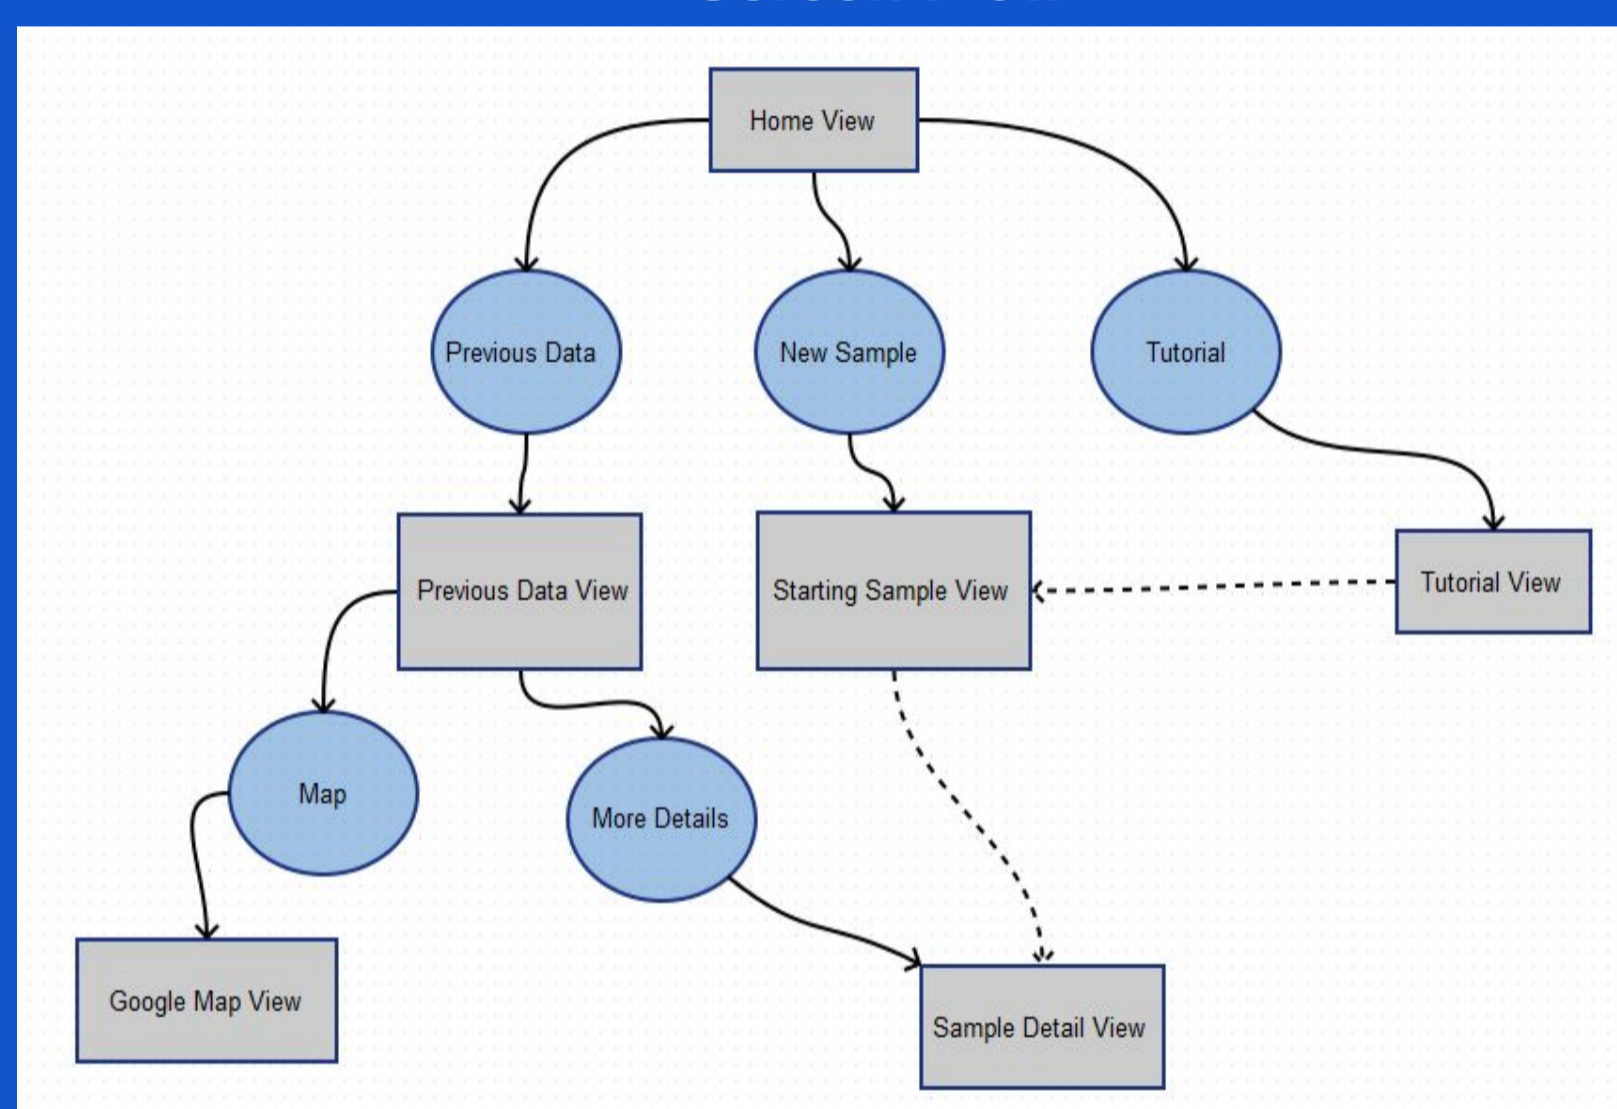 Home View
Previous Data
New Sample
Tutorial
Previous Data View
Starting Sample View
Tutorial View
Map
More Details
Google Map View
Sample Detail View